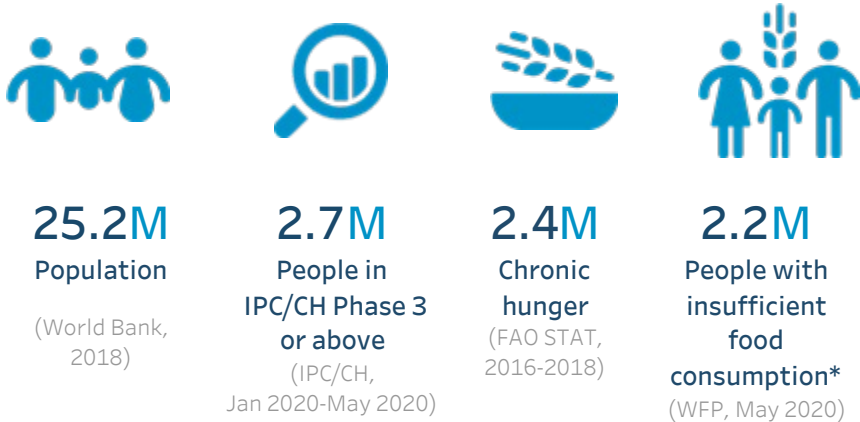 25.2M
Population
(World Bank,
2018)
2.7M
People in
IPC/CH Phase 3
or above
(IPC/CH,
Jan 2020-May 2020)
2.4M
Chronic
hunger
(FAO STAT,
2016-2018)
2.2M
People with
insufficient
food
consumption*
(WFP, May 2020)